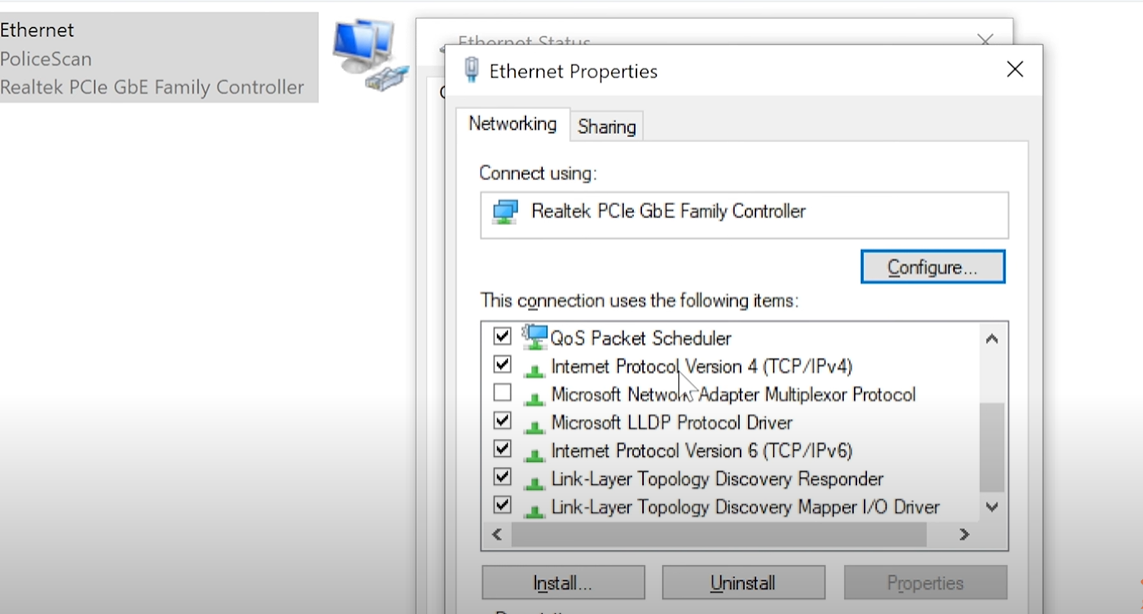 Ethernet
PoliceScan
Realtek PCIe GbE Family Controller
Ethernet Status
Ethernet Properties
Networking
Sharing
Connect using:
Realtek PCIe GbE Family Controller
Configure...
This connection uses the following items:
QoS Packet Scheduler
Internet Protocol Version 4 (TCP/IPv4)
Microsoft Network Adapter Multiplexor Protocol
Microsoft LLDP Protocol Driver
Internet Protocol Version 6 (TCP/IPv6)
Link-Layer Topology Discovery Responder
Link-Layer Topology Discovery Mapper I/O Driver
Install...
Uninstall
Properties